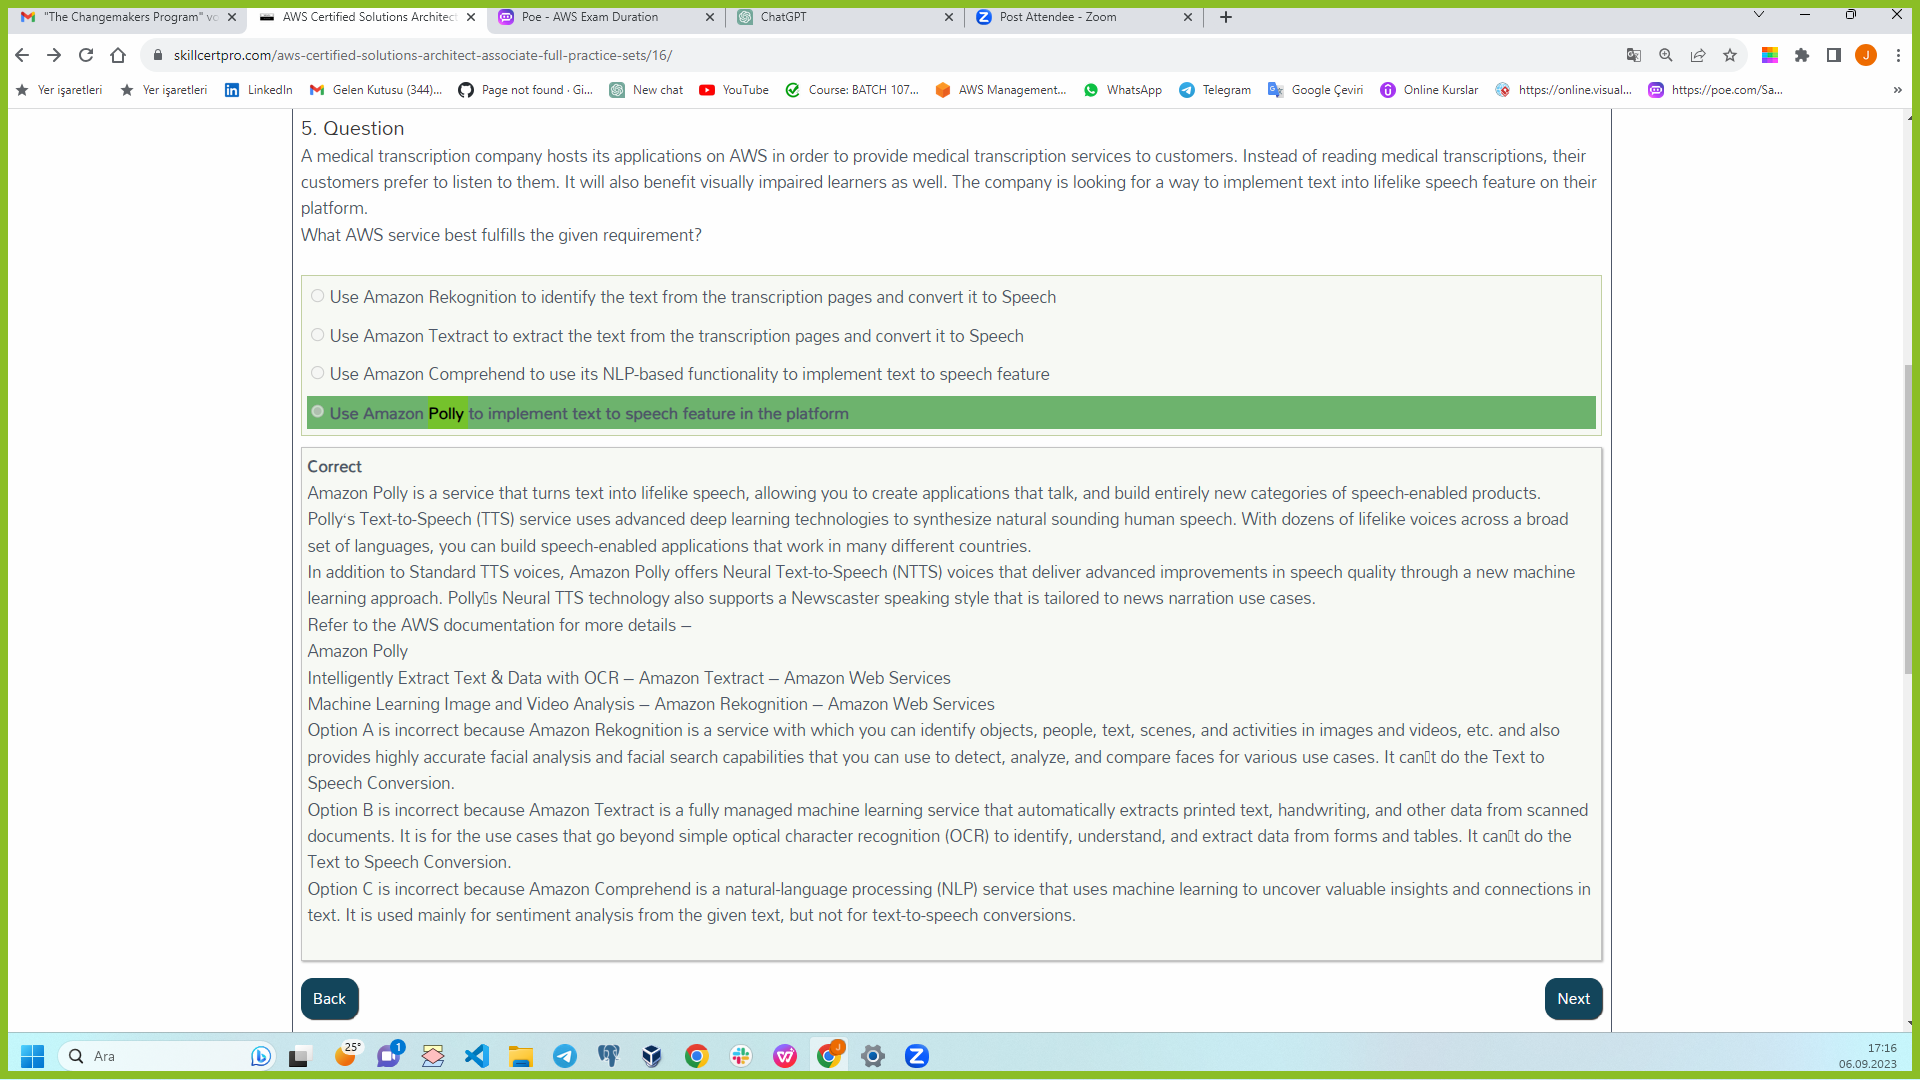 "The Changemakers Program" vo
AWS Certified Solutions Architect
Poe - AWS Exam Duration
ChatGPT
Post Attendee - Zoom
skillcertpro.com/aws-certified-solutions-architect-associate-full-practice-sets/16/
J
Yer işaretleri
Yer işaretleri
LinkedIn
Gelen Kutusu (344)...
Page not found · Gi...
New chat
YouTube
Course: BATCH 107...
AWS Management...
WhatsApp
Telegram
Google Çeviri
Online Kurslar
https://online.visual...
https://poe.com/Sa...
»
5. Question
A medical transcription company hosts its applications on AWS in order to provide medical transcription services to customers. Instead of reading medical transcriptions, their
customers prefer to listen to them. It will also benefit visually impaired learners as well. The company is looking for a way to implement text into lifelike speech feature on their
platform.
What AWS service best fulfills the given requirement?
Use Amazon Rekognition to identify the text from the transcription pages and convert it to Speech
Use Amazon Textract to extract the text from the transcription pages and convert it to Speech
Use Amazon Comprehend to use its NLP-based functionality to implement text to speech feature
Use Amazon Polly to implement text to speech feature in the platform
Correct
Amazon Polly is a service that turns text into lifelike speech, allowing you to create applications that talk, and build entirely new categories of speech-enabled products.
Polly's Text-to-Speech (TTS) service uses advanced deep learning technologies to synthesize natural sounding human speech. With dozens of lifelike voices across a broad
set of languages, you can build speech-enabled applications that work in many different countries.
In addition to Standard TTS voices, Amazon Polly offers Neural Text-to-Speech (NTTS) voices that deliver advanced improvements in speech quality through a new machine
learning approach. Polly▯s Neural TTS technology also supports a Newscaster speaking style that is tailored to news narration use cases.
Refer to the AWS documentation for more details –
Amazon Polly
Intelligently Extract Text & Data with OCR – Amazon Textract – Amazon Web Services
Machine Learning Image and Video Analysis – Amazon Rekognition – Amazon Web Services
Option A is incorrect because Amazon Rekognition is a service with which you can identify objects, people, text, scenes, and activities in images and videos, etc. and also
provides highly accurate facial analysis and facial search capabilities that you can use to detect, analyze, and compare faces for various use cases. It can▯t do the Text to
Speech Conversion.
Option B is incorrect because Amazon Textract is a fully managed machine learning service that automatically extracts printed text, handwriting, and other data from scanned
documents. It is for the use cases that go beyond simple optical character recognition (OCR) to identify, understand, and extract data from forms and tables. It can▯t do the
Text to Speech Conversion.
Option C is incorrect because Amazon Comprehend is a natural-language processing (NLP) service that uses machine learning to uncover valuable insights and connections in
text. It is used mainly for sentiment analysis from the given text, but not for text-to-speech conversions.
Back
Next
Ara
25°
1
J
17:16
06.09.2023